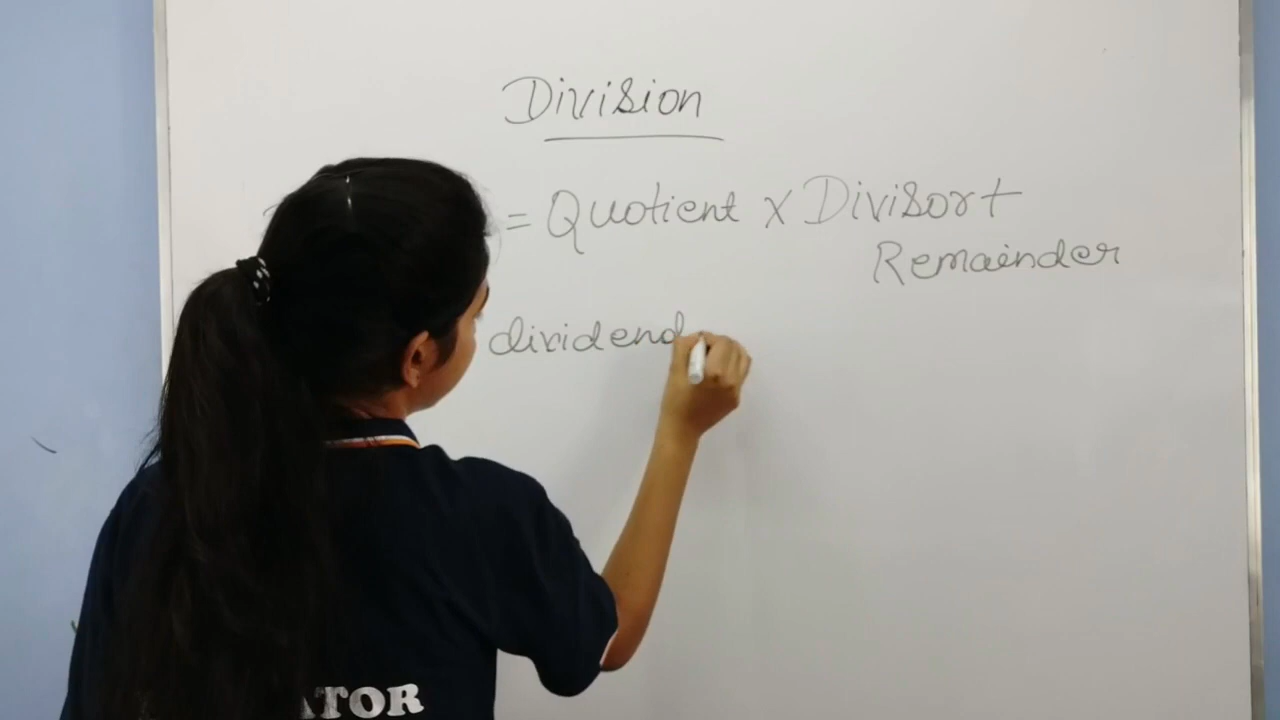 Division
= Quotient x Divisor +
Remainder
dividend
ATOR